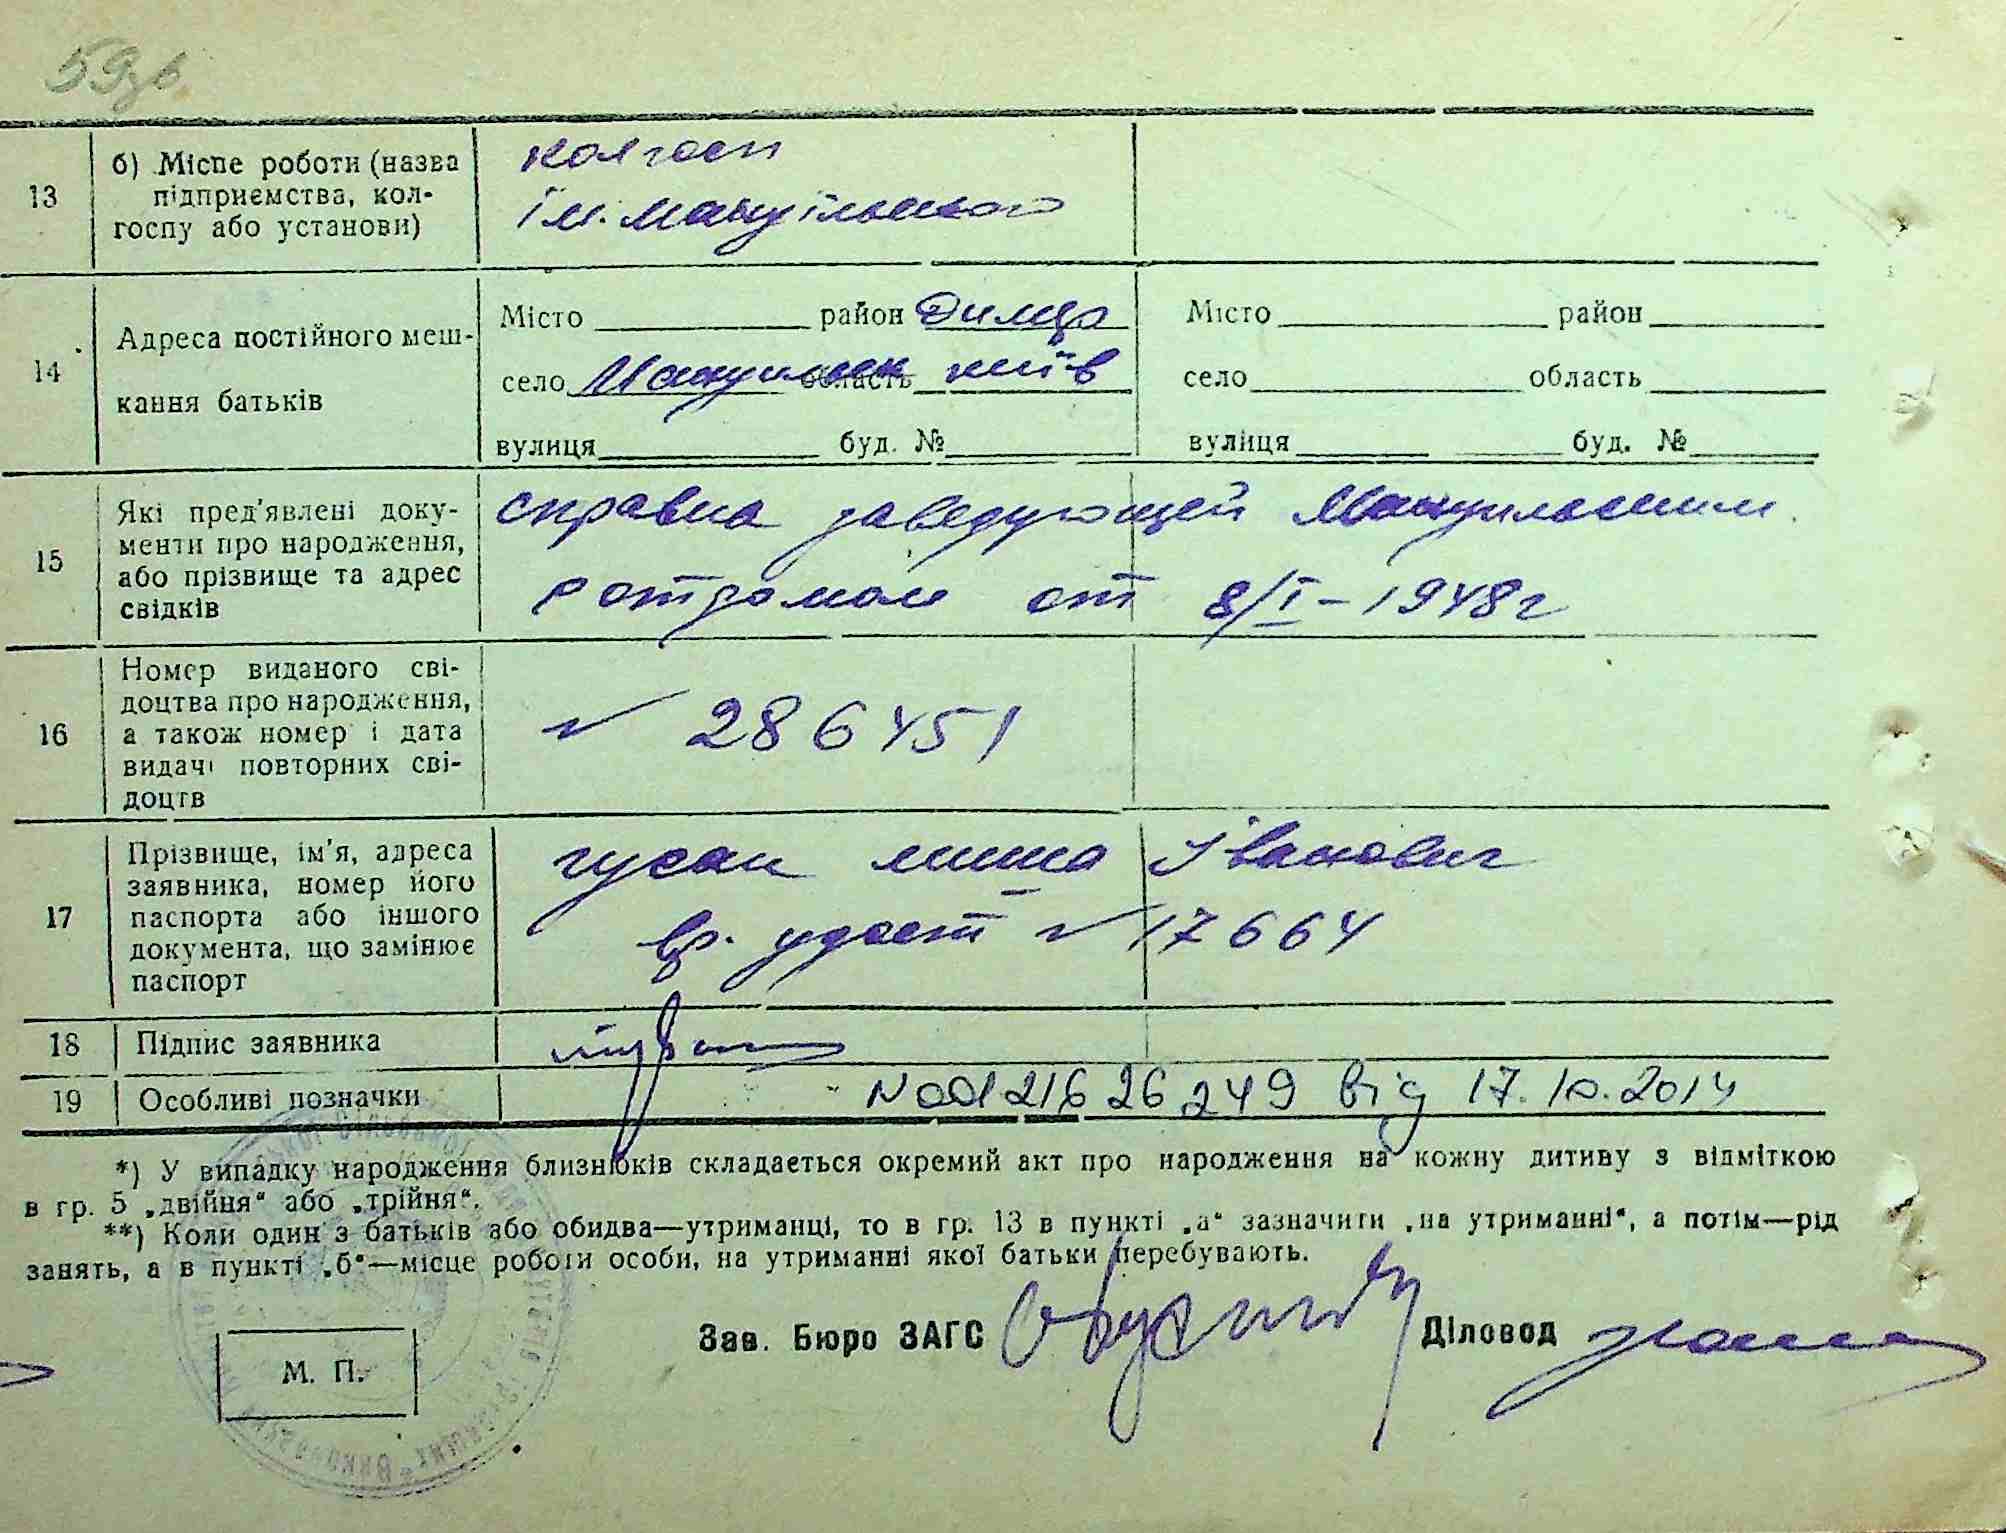 59зв.
13
б) Місце роботи (назва
підприємства, кол-
госпу або установи)
колгосп
ім. Мануїльського
14
Адреса постійного меш-
кання батьків
Місто район Димер
село Мануильск область київ
вулиця буд. №
Місто район
село область
вулиця буд. №
15
Які пред'явлені доку-
менти про народження,
або прізвище та адрес
свідків
справка заведующей Мануильским
ротдомом от 8/I-1948г
16
Номер виданого сві-
доцтва про народження,
а також номер і дата
видачі повторних сві-
доцтв
№ 286451
17
Прізвище, ім'я, адреса
заявника, номер його
паспорта або іншого
документа, що замінює
паспорт
Іванович
вр. удост № 17664
18
Підпис заявника
19
Особливі позначки
N 00121626249 від 17.10.2014
*) У випадку народження близнюків складається окремий акт про народження на кожну дитину з відміткою
в гр. 5 „двійня“ або „трійня“.
**) Коли один з батьків або обидва—утриманці, то в гр. 13 в пункті „а“ зазначити „на утриманні“, а потім—рід
занять, а в пункті „б“—місце роботи особи, на утриманні якої батьки перебувають.
Зав. Бюро ЗАГС
Діловод
М. П.